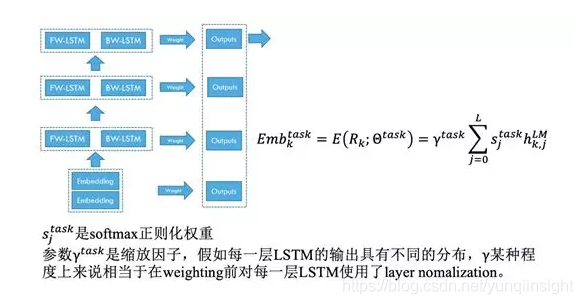 FW-LSTM BW-LSTM Weight Outputs
FW-LSTM BW-LSTM Weight Outputs
FW-LSTM BW-LSTM Weight Outputs
Emb_k^{task} = E(R_k; Θ^{task}) = γ^{task} \sum_{j=0}^{L} s_j^{task} h_{k,j}^{LM}
Embedding
Embedding
Weight Outputs
s_j^{task}是softmax正则化权重
参数γ^{task}是缩放因子，假如每一层LSTM的输出具有不同的分布，γ某种程
度上来说相当于在weighting前对每一层LSTM使用了layer nomalization。
https://blog.csdn.net/yunqiinsight